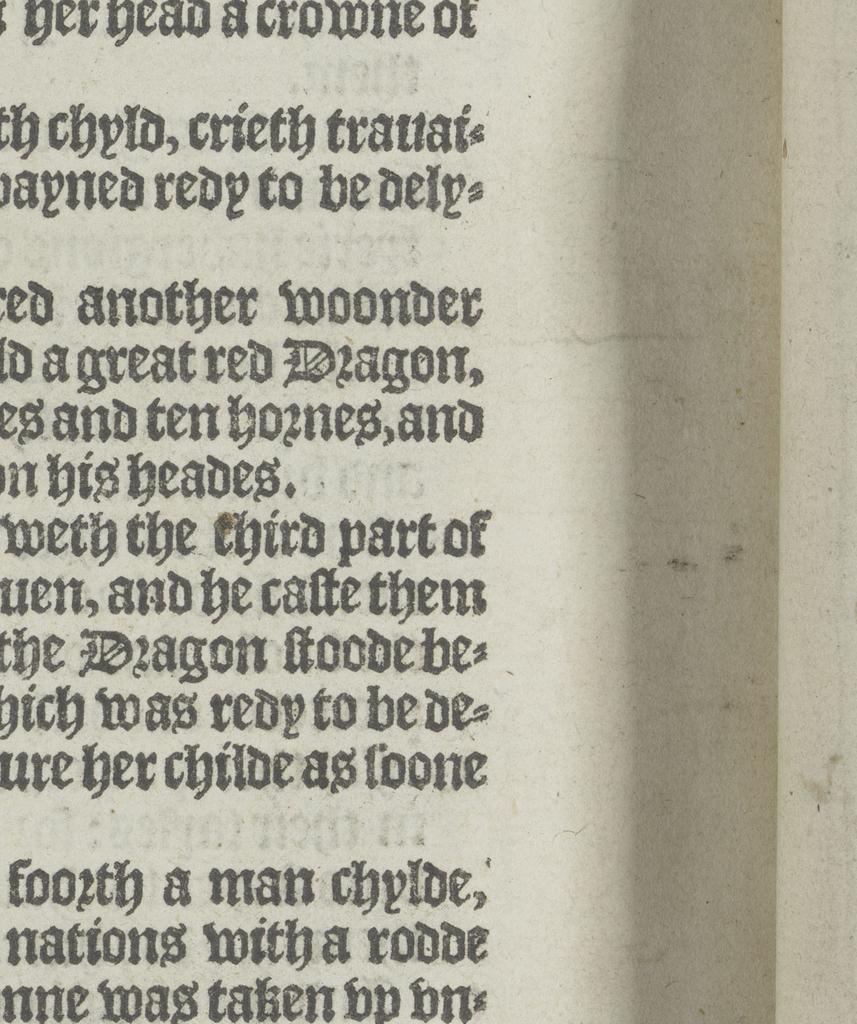 her head a crowne of
th chyld, crieth trauai⸗
payned redy to be dely⸗
red another woonder
ld a great red Dragon,
es and ten hornes, and
on his heades.
weth the third part of
uen, and he caſte them
the Dragon ſtoode be⸗
hich was redy to be de⸗
ure her childe as ſoone
foorth a man chylde,
nations with a rodde
nne was taken vp vn⸗